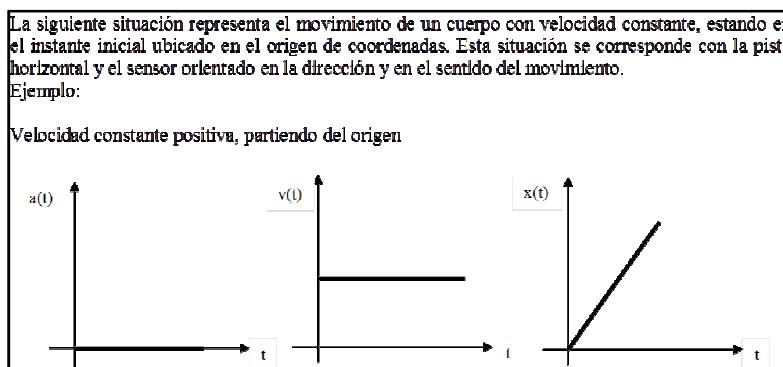 La siguiente situación representa el movimiento de un cuerpo con velocidad constante, estando e
el instante inicial ubicado en el origen de coordenadas. Esta situación se corresponde con la pist
horizontal y el sensor orientado en la dirección y en el sentido del movimiento.
Ejemplo:
Velocidad constante positiva, partiendo del origen
a(t) v(t) x(t)
t t t